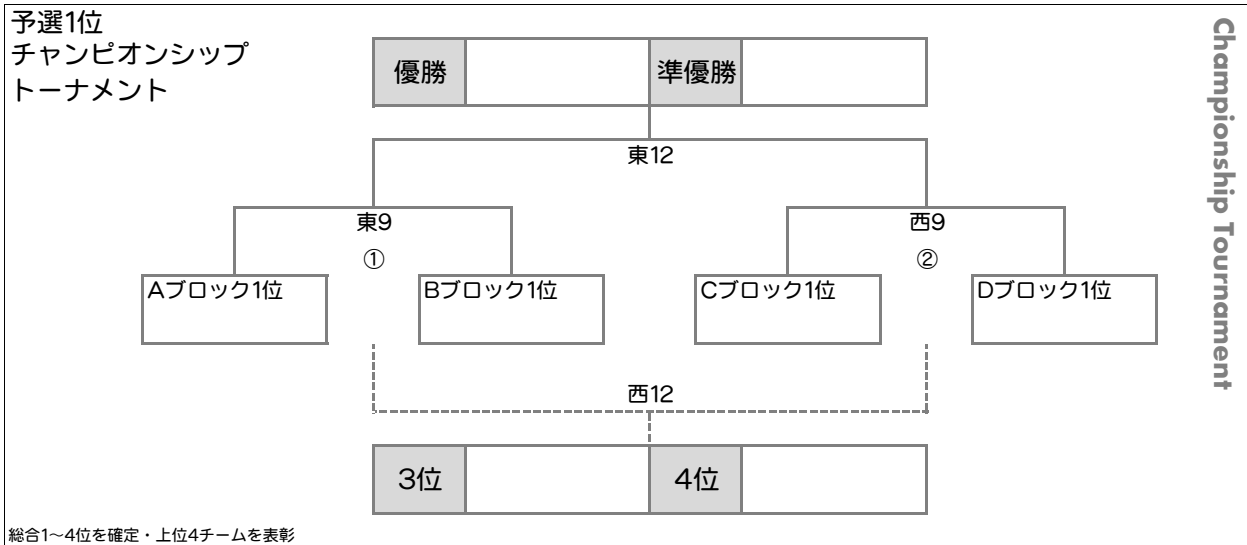 予選1位
チャンピオンシップ
トーナメント
優勝
準優勝
Championship Tournament
東12
東9
西9
①
②
Aブロック1位
Bブロック1位
Cブロック1位
Dブロック1位
西12
3位
4位
総合1～4位を確定・上位4チームを表彰